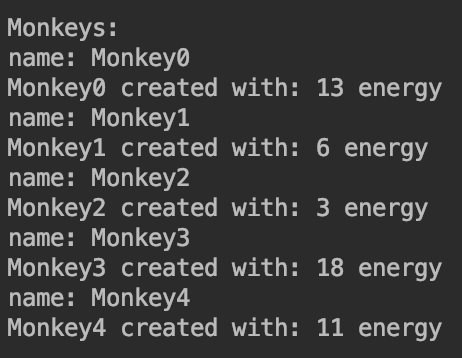 Monkeys:
name: Monkey0
Monkey0 created with: 13 energy
name: Monkey1
Monkey1 created with: 6 energy
name: Monkey2
Monkey2 created with: 3 energy
name: Monkey3
Monkey3 created with: 18 energy
name: Monkey4
Monkey4 created with: 11 energy